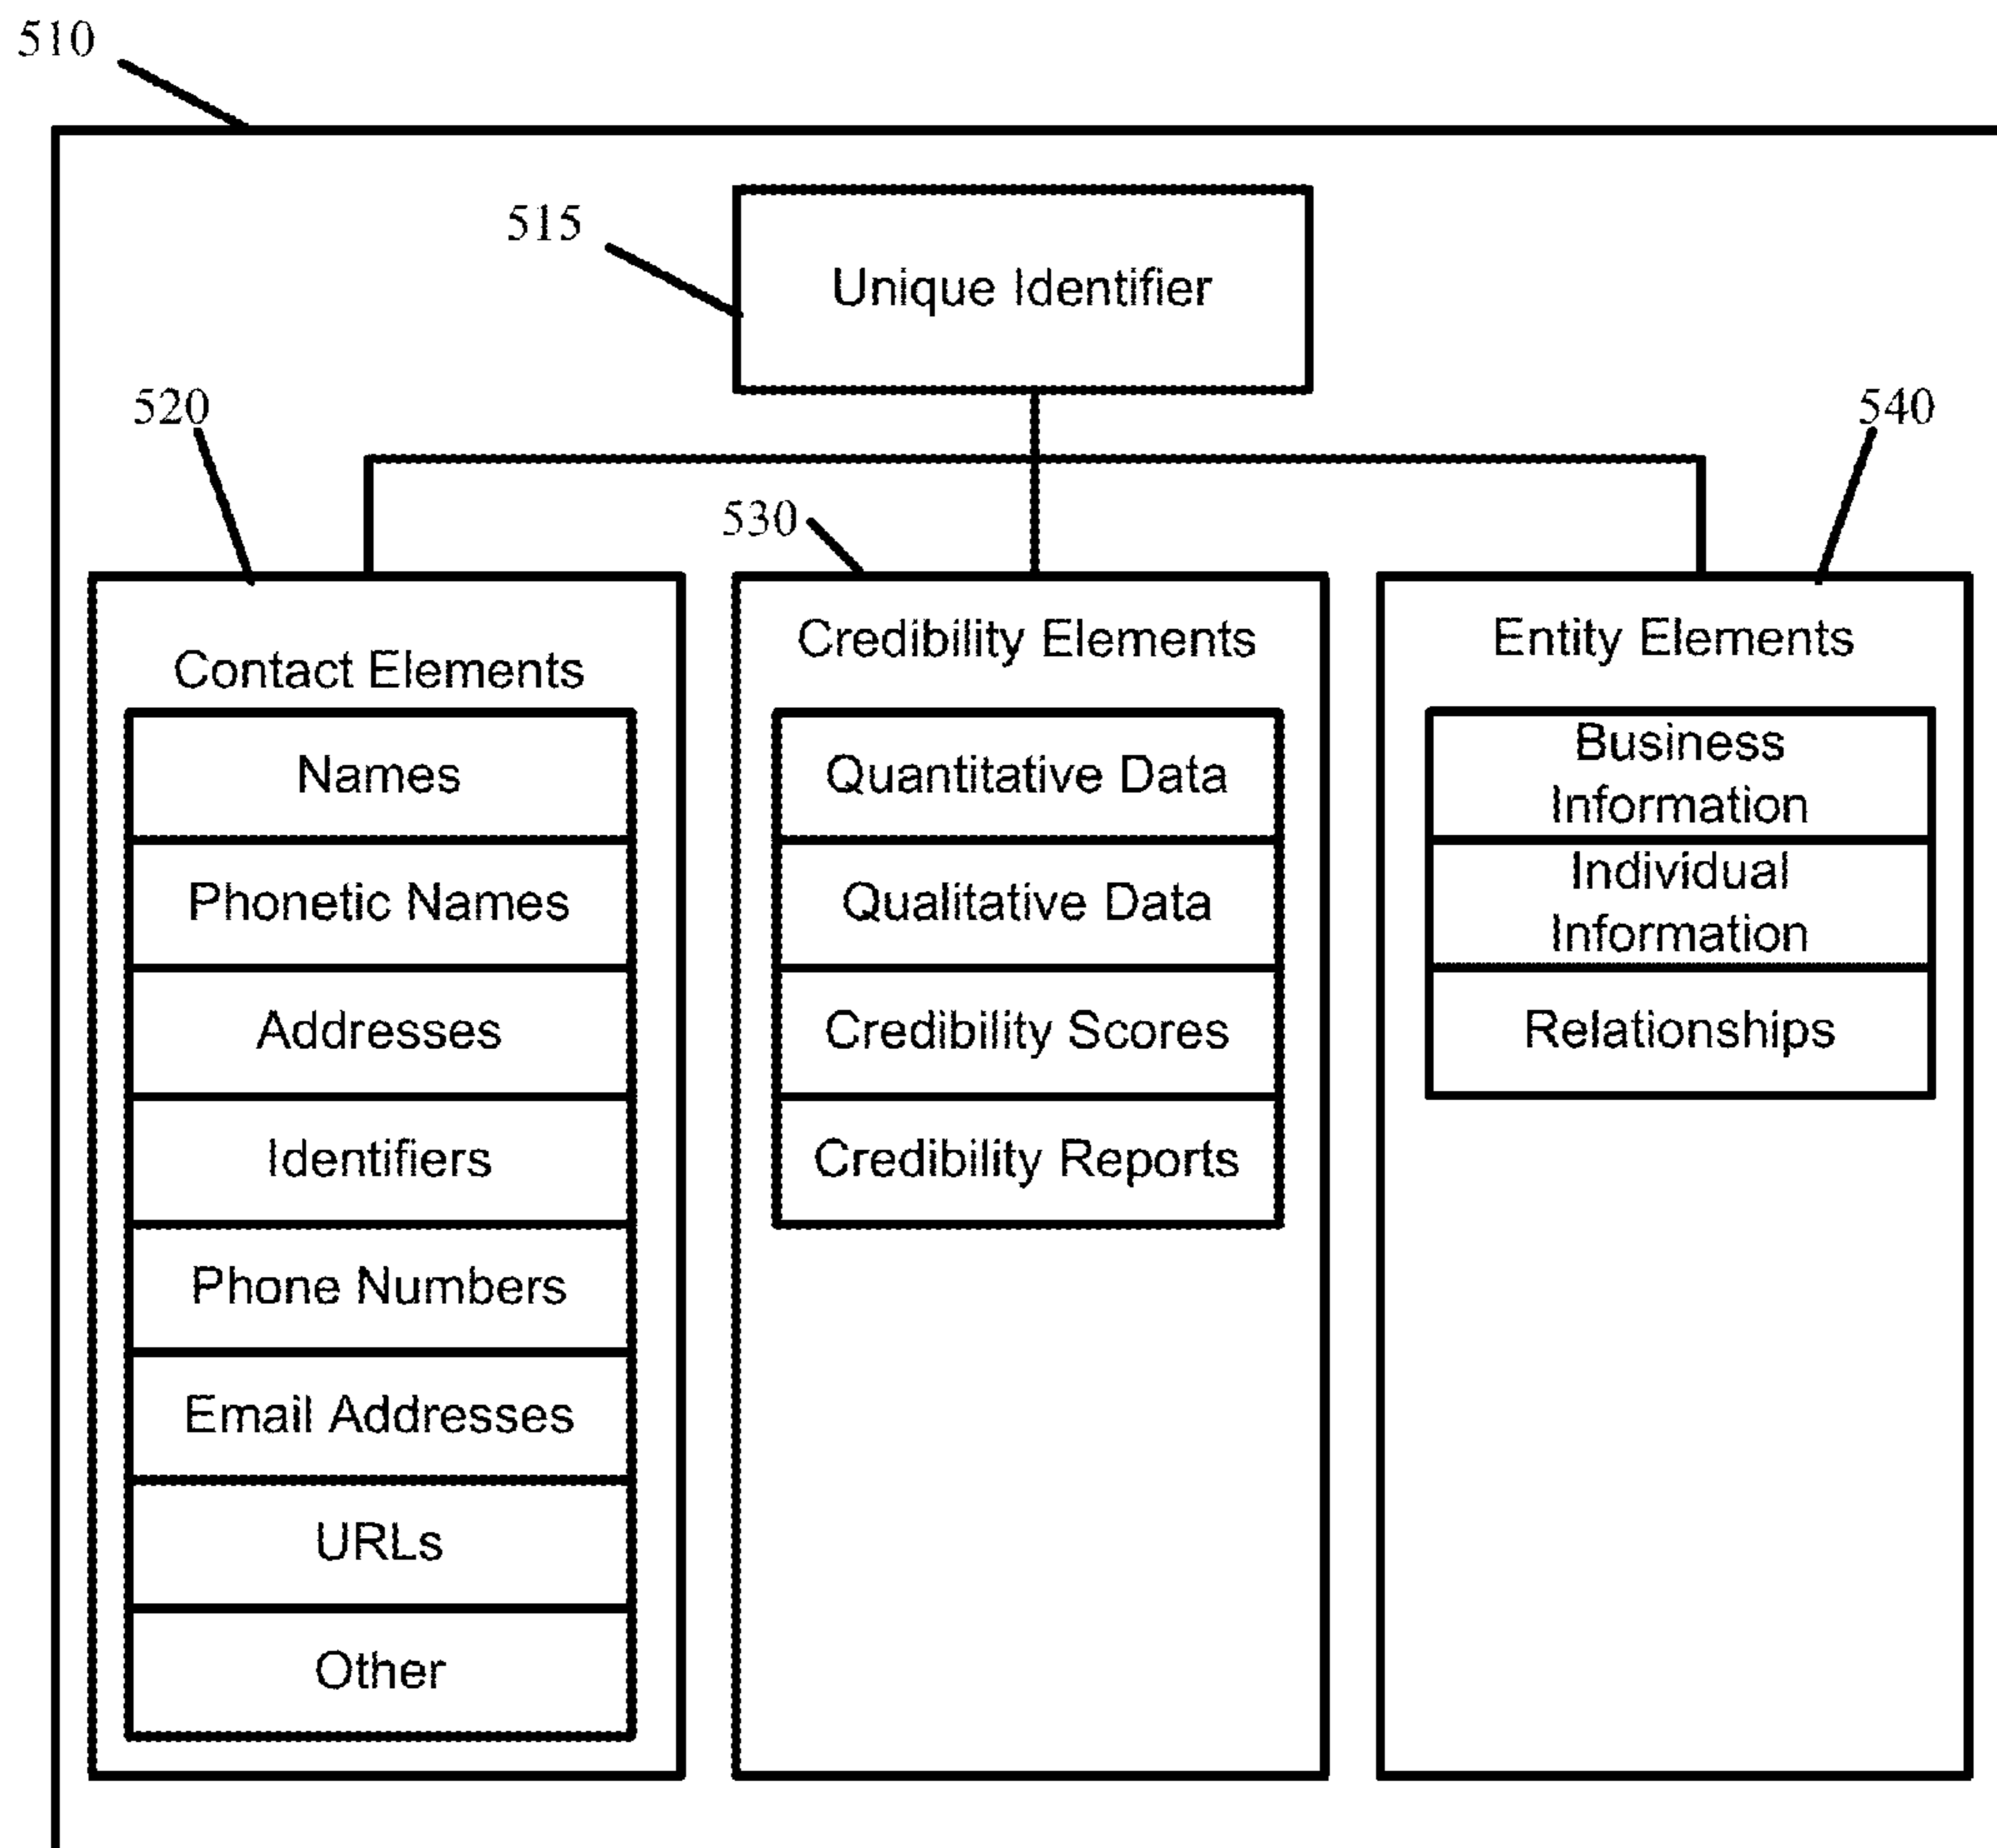 510
515
Unique Identifier
520
540
530
Contact Elements
Names
Phonetic Names
Addresses
Identifiers
Phone Numbers
Email Addresses
URLs
Other
Credibility Elements
Quantitative Data
Qualitative Data
Credibility Scores
Credibility Reports
Entity Elements
Business
Information
Individual
Information
Relationships